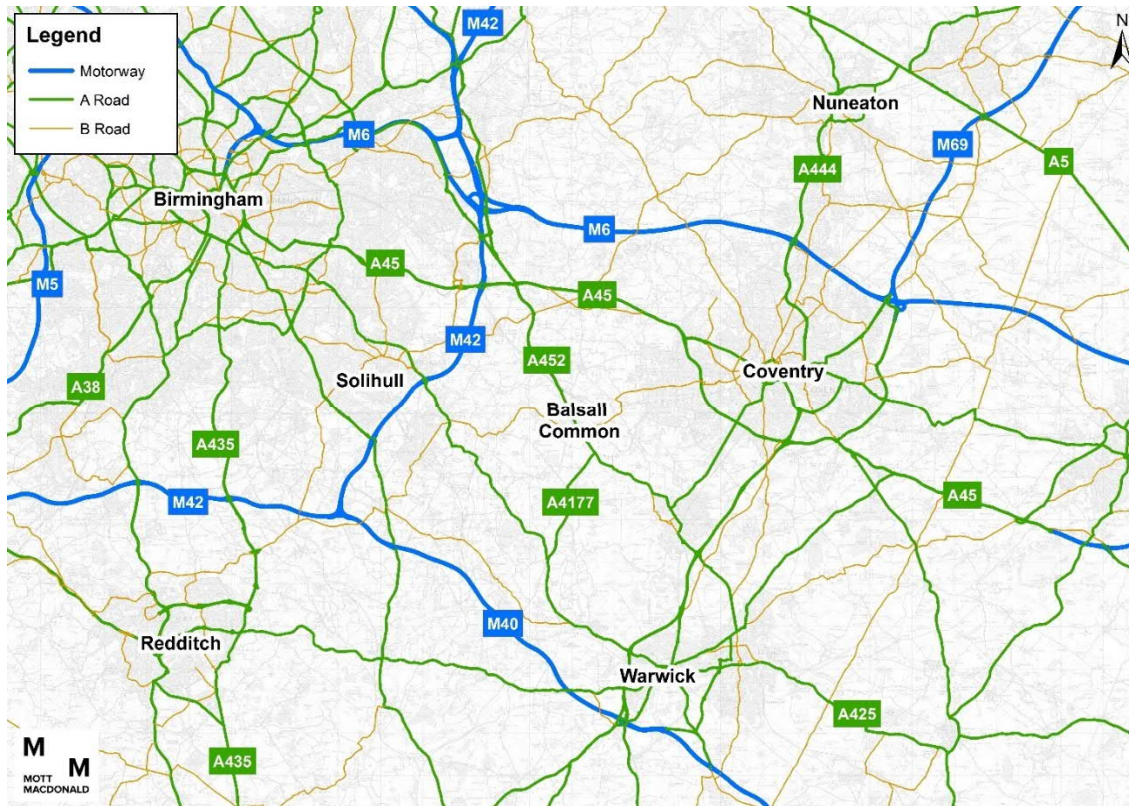 Legend
Motorway
A Road
B Road
N
M42
Nuneaton
M6
M69
A5
A444
Birmingham
M6
A45
M5
A45
M42
A452
Solihull
Coventry
A38
Balsall
Common
A435
A45
M42
A4177
M40
Redditch
Warwick
A425
A435
M
M
MOTT
MACDONALD